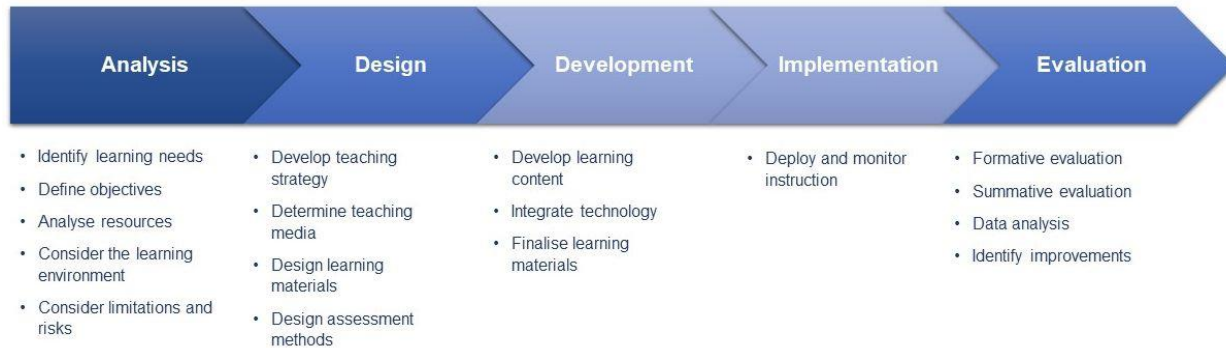 Analysis
Design
Development
Implementation
Evaluation
• Identify learning needs
• Define objectives
• Analyse resources
• Consider the learning
environment
• Consider limitations and
risks
• Develop teaching
strategy
• Determine teaching
media
• Design learning
materials
• Design assessment
methods
• Develop learning
content
• Integrate technology
• Finalise learning
materials
• Deploy and monitor
instruction
• Formative evaluation
• Summative evaluation
• Data analysis
• Identify improvements